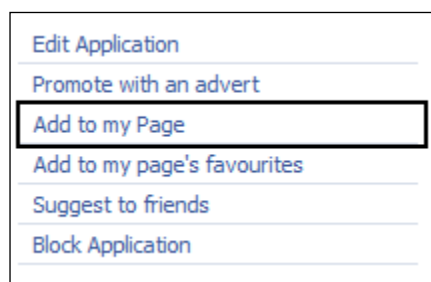 Edit Application
Promote with an advert
Add to my Page
Add to my page's favourites
Suggest to friends
Block Application